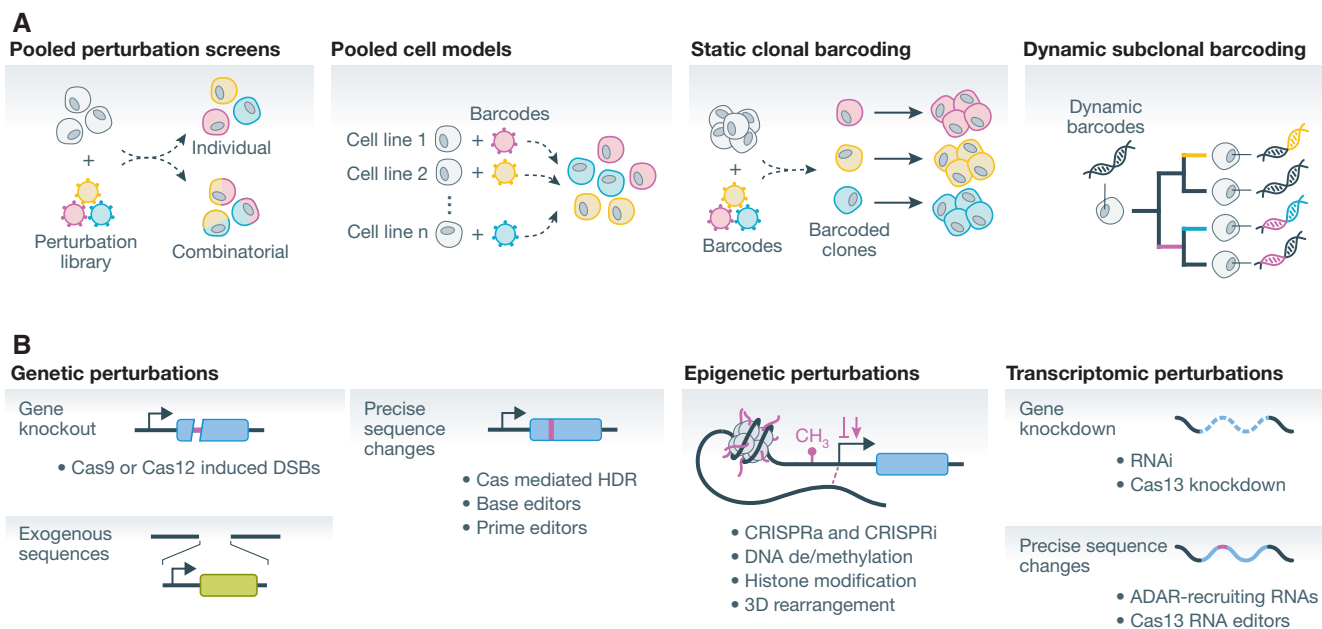 A
Pooled perturbation screens
Individual
+
Perturbation
library
Combinatorial
Pooled cell models
Barcodes
Cell line 1 +
Cell line 2 +
⋮
Cell line n +
Static clonal barcoding
+
Barcodes
Barcoded
clones
Dynamic subclonal barcoding
Dynamic
barcodes
B
Genetic perturbations
Gene
knockout
• Cas9 or Cas12 induced DSBs
Exogenous
sequences
Precise
sequence
changes
• Cas mediated HDR
• Base editors
• Prime editors
Epigenetic perturbations
CH3
• CRISPRa and CRISPRi
• DNA de/methylation
• Histone modification
• 3D rearrangement
Transcriptomic perturbations
Gene
knockdown
• RNAi
• Cas13 knockdown
Precise sequence
changes
• ADAR-recruiting RNAs
• Cas13 RNA editors